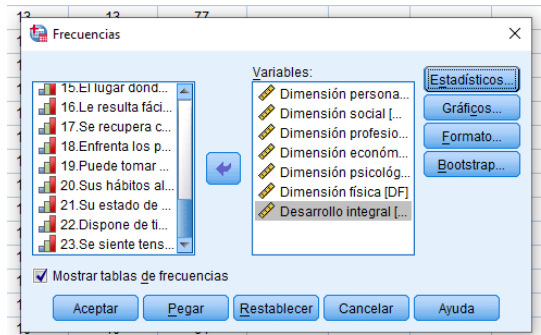 13 13 77
Frecuencias
Variables:
15.El lugar dond...
16.Le resulta fáci...
17.Se recupera c...
18.Enfrenta los p...
19.Puede tomar ...
20.Sus hábitos al...
21.Su estado de ...
22.Dispone de ti...
23.Se siente tens...
Dimensión persona...
Dimensión social [...
Dimensión profesio...
Dimensión económ...
Dimensión psicológ...
Dimensión física [DF]
Desarrollo integral [...
Estadísticos...
Gráficos...
Formato...
Bootstrap...
Mostrar tablas de frecuencias
Aceptar Pegar Restablecer Cancelar Ayuda